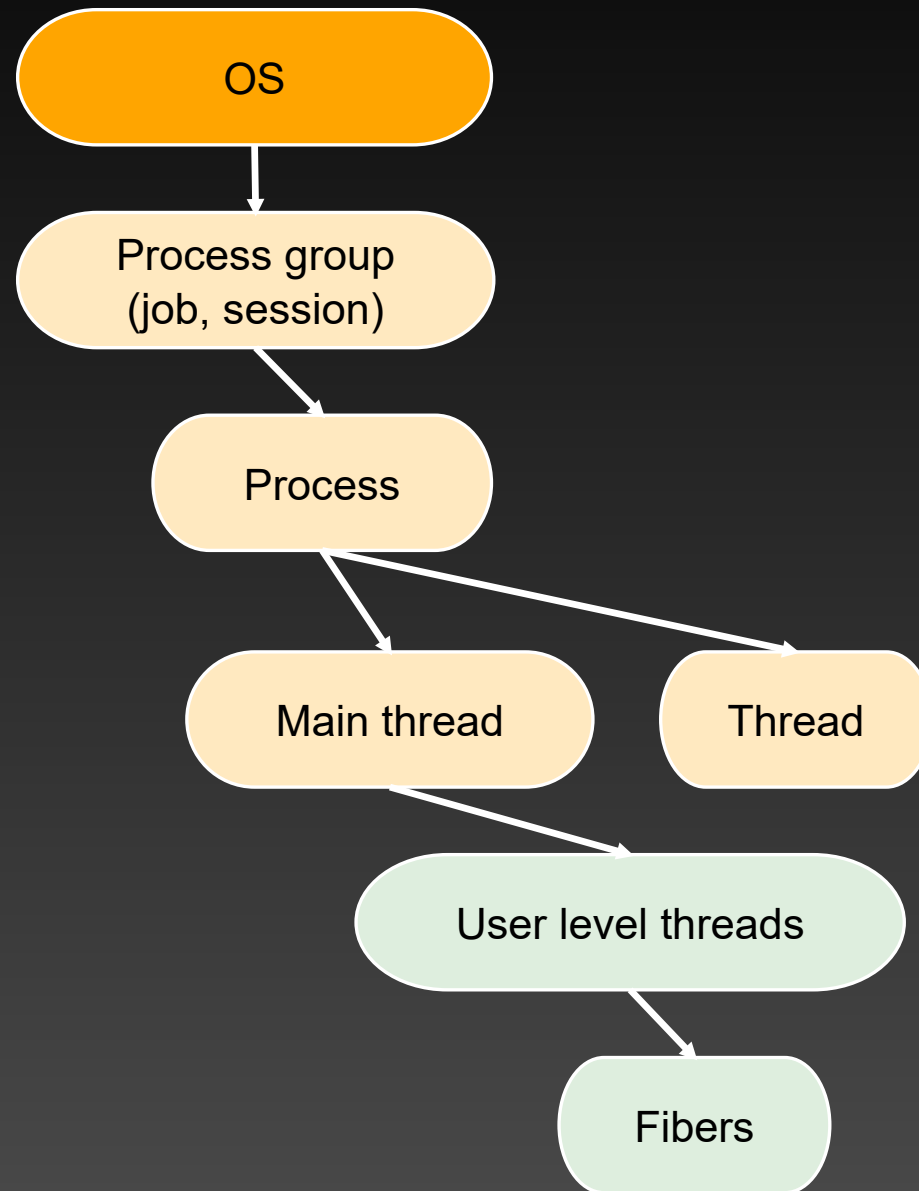 OS
Process group
(job, session)
Process
Main thread
Thread
User level threads
Fibers